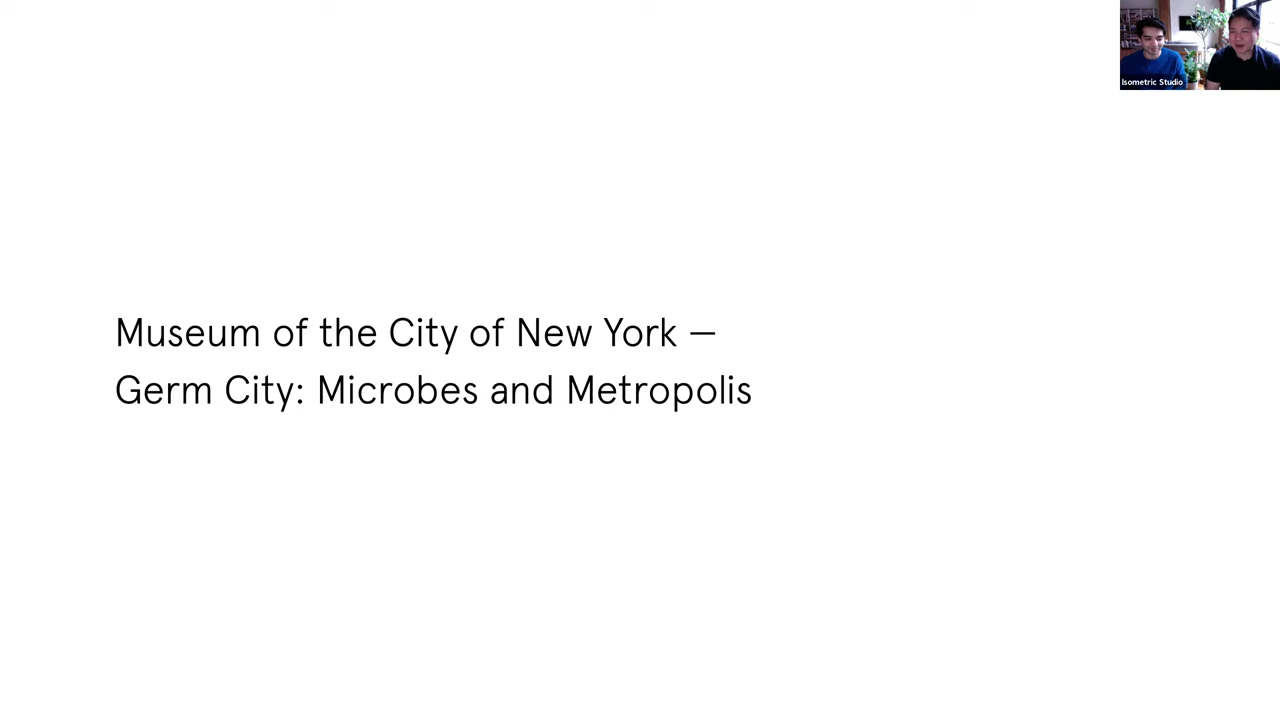 Isometric Studio
Museum of the City of New York —
Germ City: Microbes and Metropolis